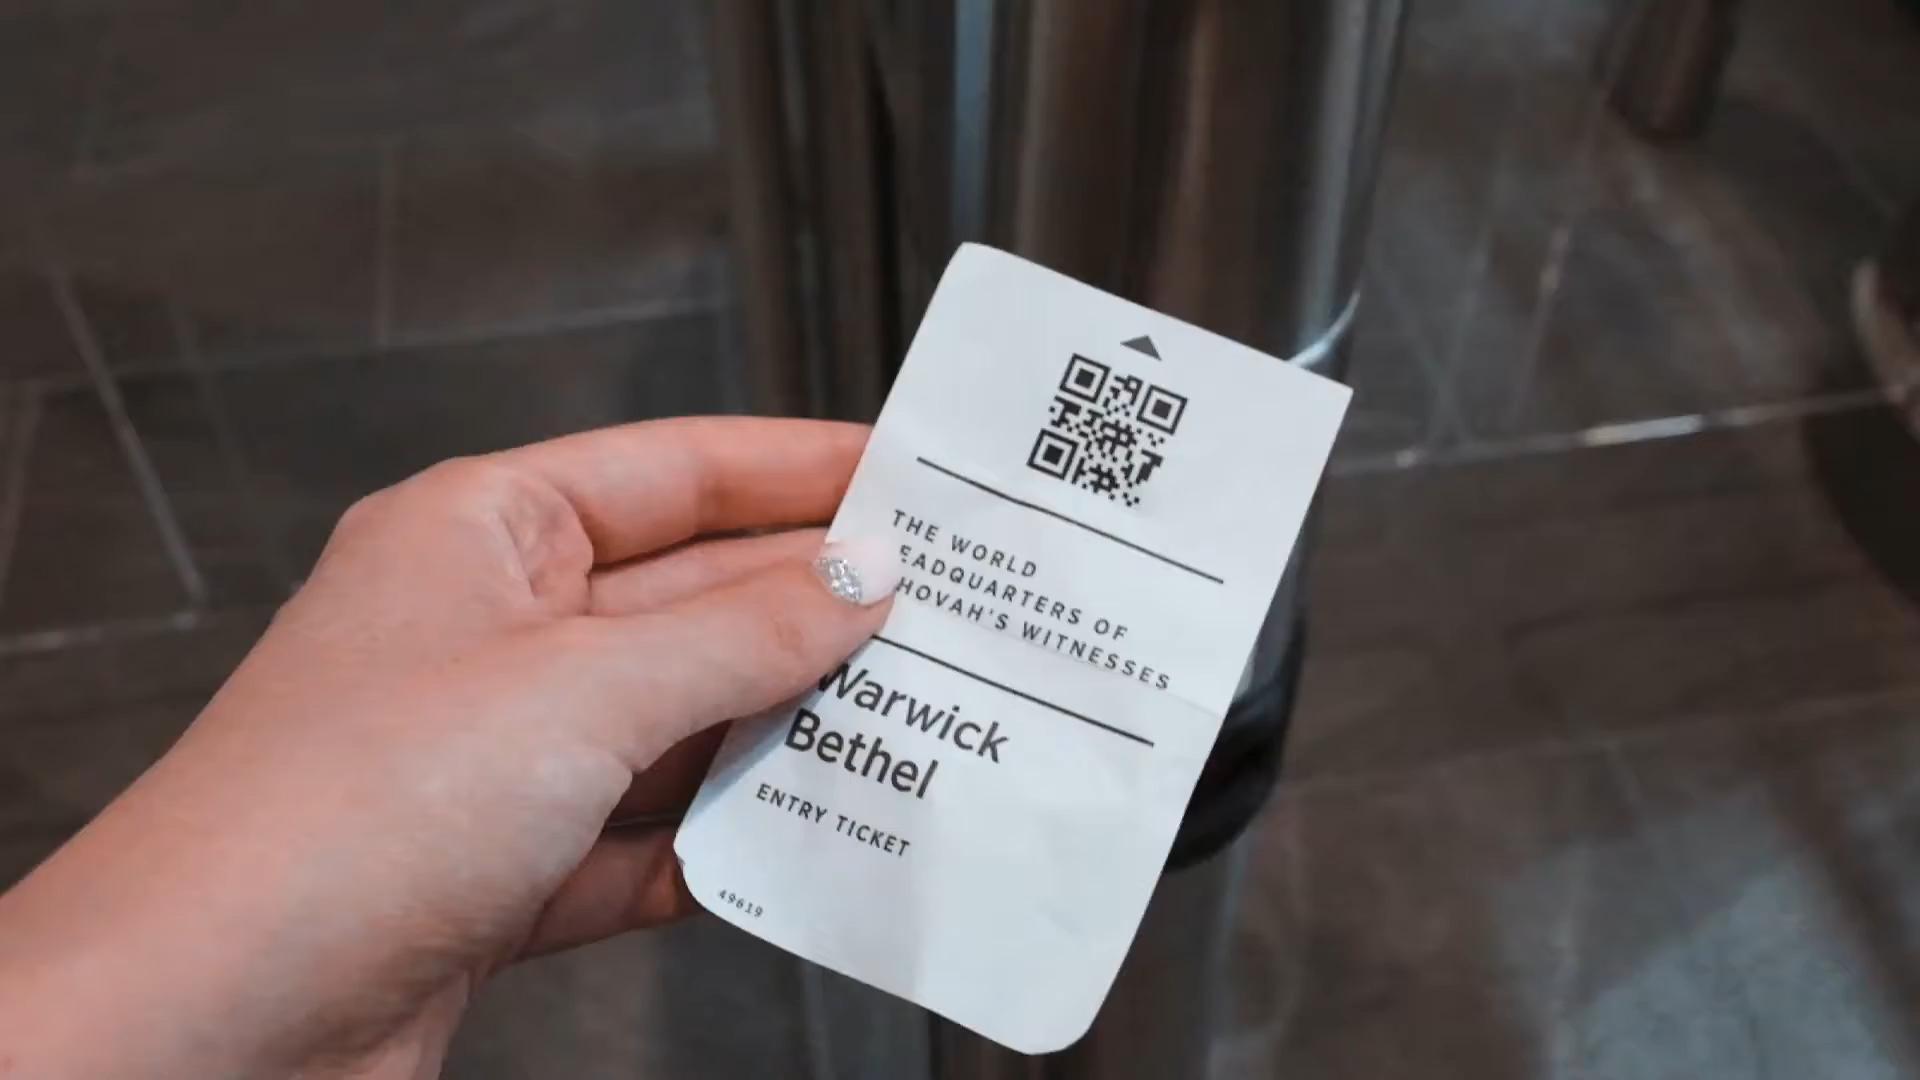 THE WORLD
EADQUARTERS OF
HOVAH'S WITNESSES
Warwick
Bethel
ENTRY TICKET
49619